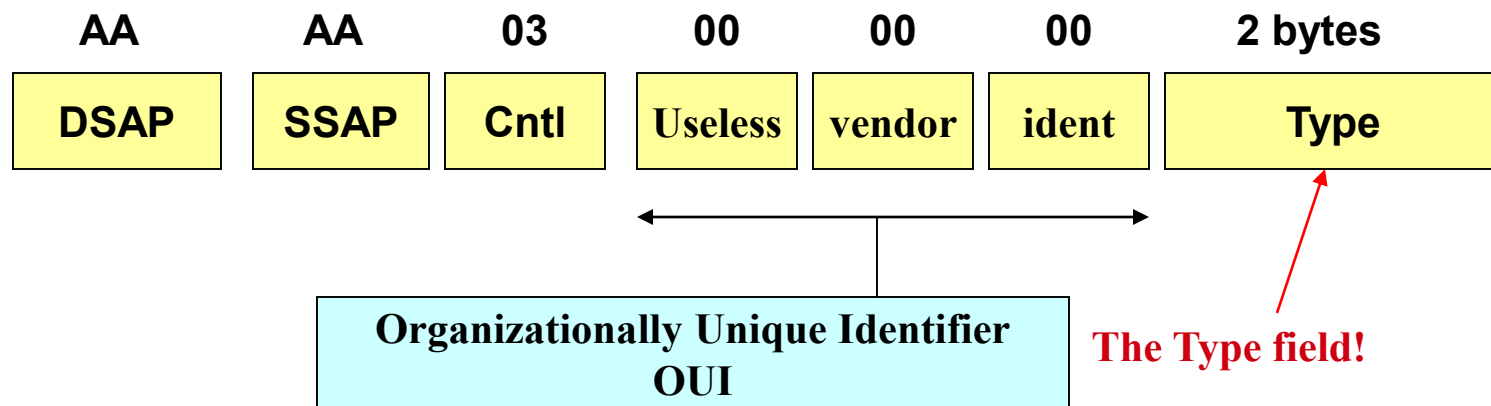 AA AA 03 00 00 00 2 bytes
DSAP SSAP Cntl Useless vendor ident Type
Organizationally Unique Identifier
OUI
The Type field!